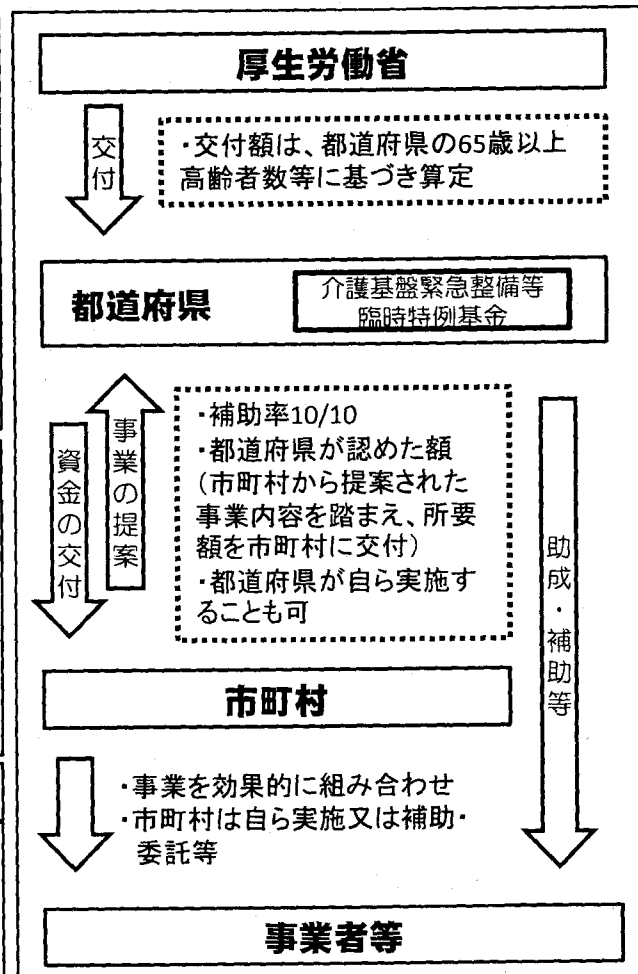 厚生労働省
交付
・交付額は、都道府県の65歳以上
高齢者数等に基づき算定
都道府県
介護基盤緊急整備等
臨時特例基金
資金の交付
事業の提案
・補助率10/10
・都道府県が認めた額
(市町村から提案された
事業内容を踏まえ、所要
額を市町村に交付)
・都道府県が自ら実施す
ることも可
助成・補助等
市町村
・事業を効果的に組み合わせ
・市町村は自ら実施又は補助・
委託等
事業者等